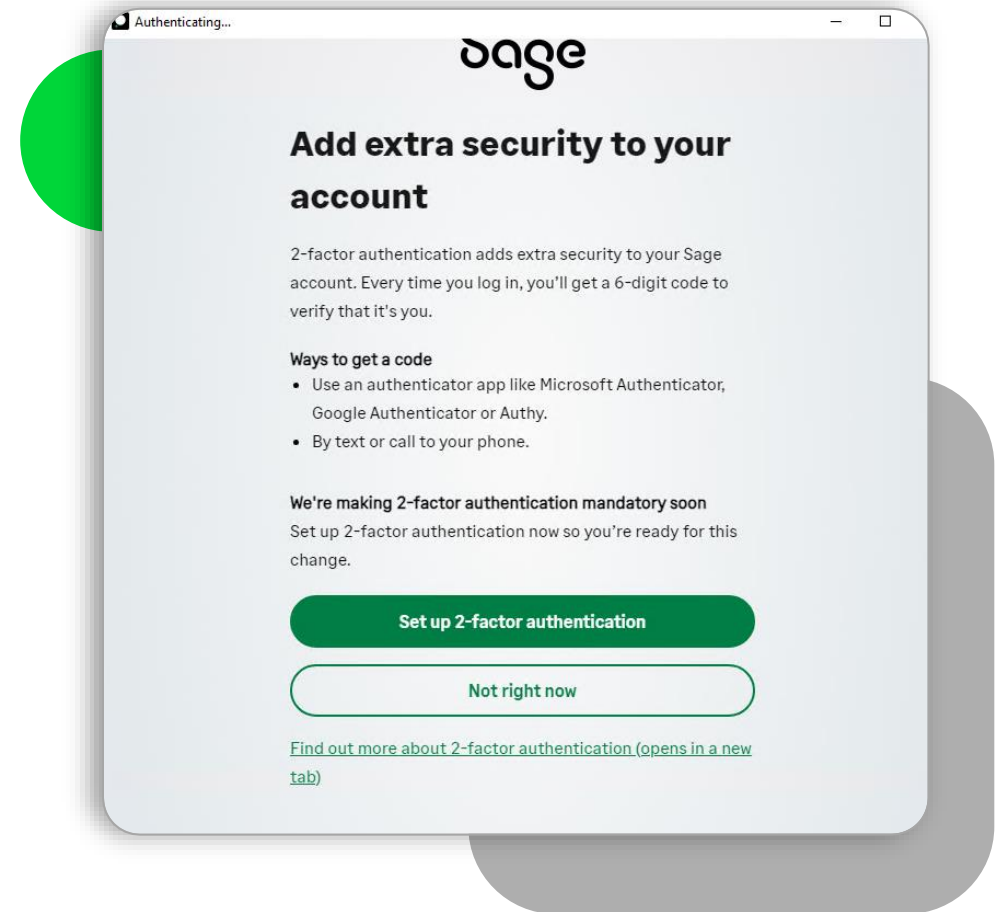 Authenticating...
Sage
Add extra security to your
account
2-factor authentication adds extra security to your Sage
account. Every time you log in, you'll get a 6-digit code to
verify that it's you.
Ways to get a code
• Use an authenticator app like Microsoft Authenticator,
Google Authenticator or Authy.
• By text or call to your phone.
We're making 2-factor authentication mandatory soon
Set up 2-factor authentication now so you're ready for this
change.
Set up 2-factor authentication
Not right now
Find out more about 2-factor authentication (opens in a new
tab)